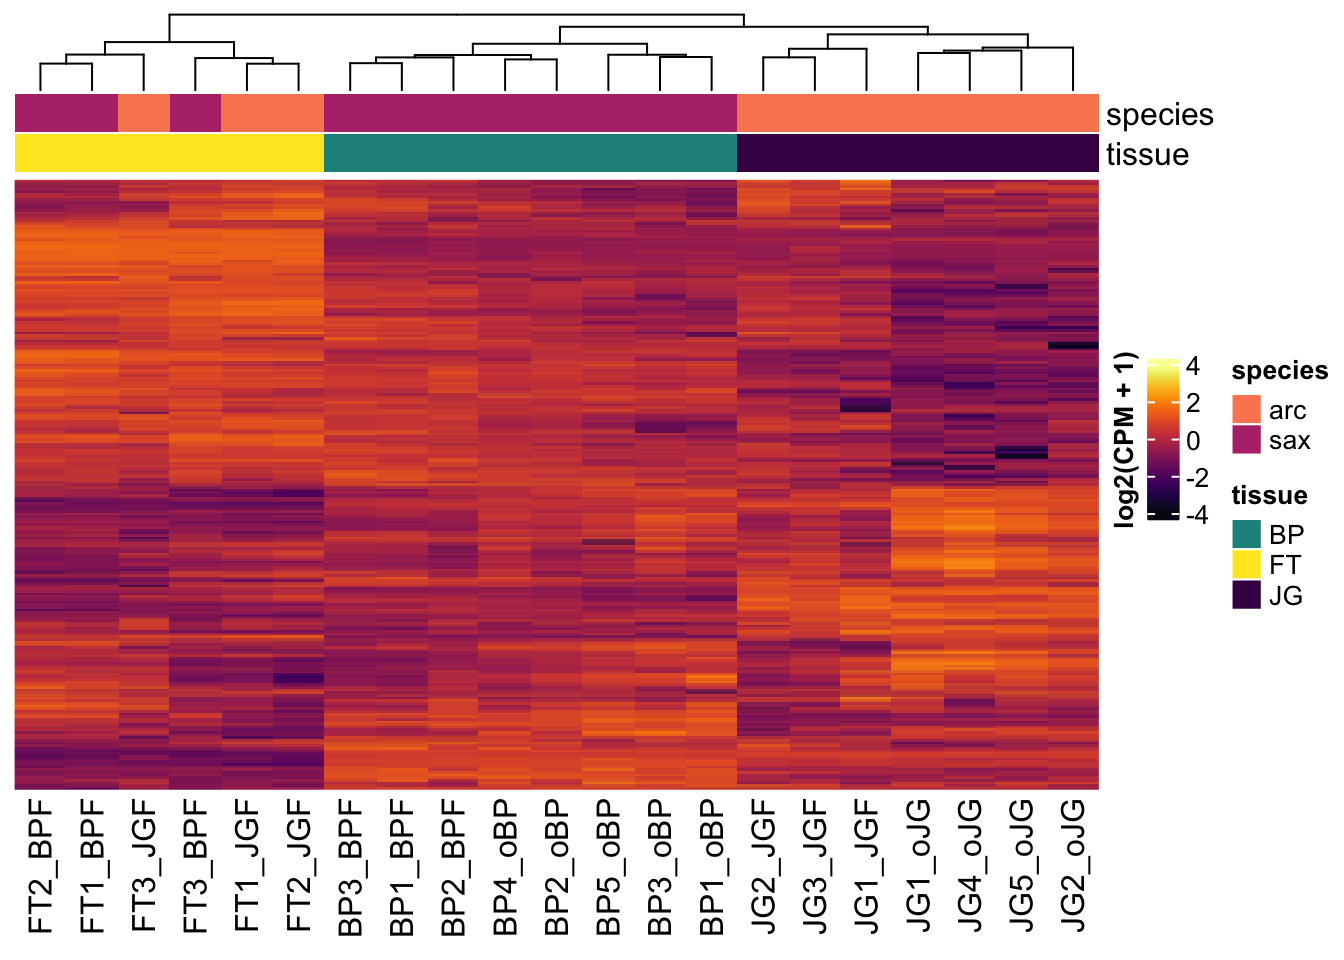 species
tissue
log2(CPM + 1)
4
2
0
-2
-4
species
arc
sax
tissue
BP
FT
JG
FT2_BPF
FT1_BPF
FT3_JGF
FT3_BPF
FT1_JGF
FT2_JGF
BP3_BPF
BP1_BPF
BP2_BPF
BP4_oBP
BP2_oBP
BP5_oBP
BP3_oBP
BP1_oBP
JG2_JGF
JG3_JGF
JG1_JGF
JG1_oJG
JG4_oJG
JG5_oJG
JG2_oJG